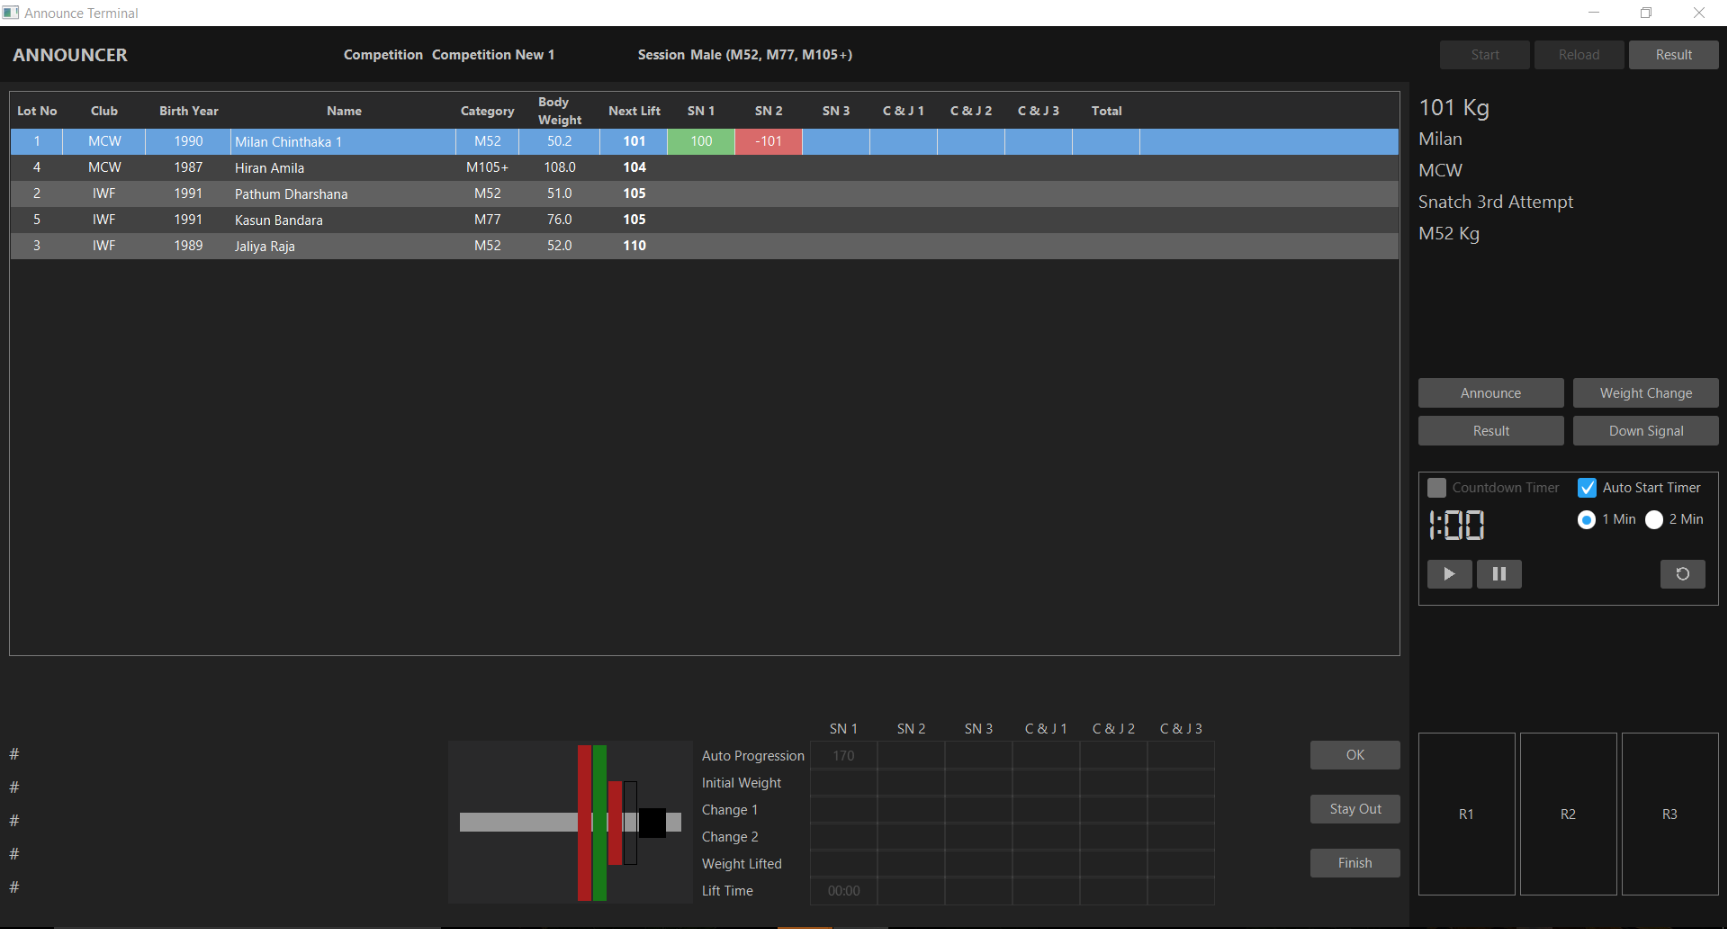 Announce Terminal
ANNOUNCER Competition Competition New 1 Session Male (M52, M77, M105+) Start Reload Result
Lot No Club Birth Year Name Category Body Weight Next Lift SN 1 SN 2 SN 3 C & J 1 C & J 2 C & J 3 Total
1 MCW 1990 Milan Chinthaka 1 M52 50.2 101 100 -101
4 MCW 1987 Hiran Amila M105+ 108.0 104
2 IWF 1991 Pathum Dharshana M52 51.0 105
5 IWF 1991 Kasun Bandara M77 76.0 105
3 IWF 1989 Jaliya Raja M52 52.0 110
101 Kg
Milan
MCW
Snatch 3rd Attempt
M52 Kg
Announce Weight Change
Result Down Signal
Countdown Timer Auto Start Timer
1:00 1 Min 2 Min
SN 1 SN 2 SN 3 C & J 1 C & J 2 C & J 3
# Auto Progression 170 OK
# Initial Weight
Change 1 Stay Out
# Change 2
# Weight Lifted Finish
# Lift Time 00:00
R1 R2 R3